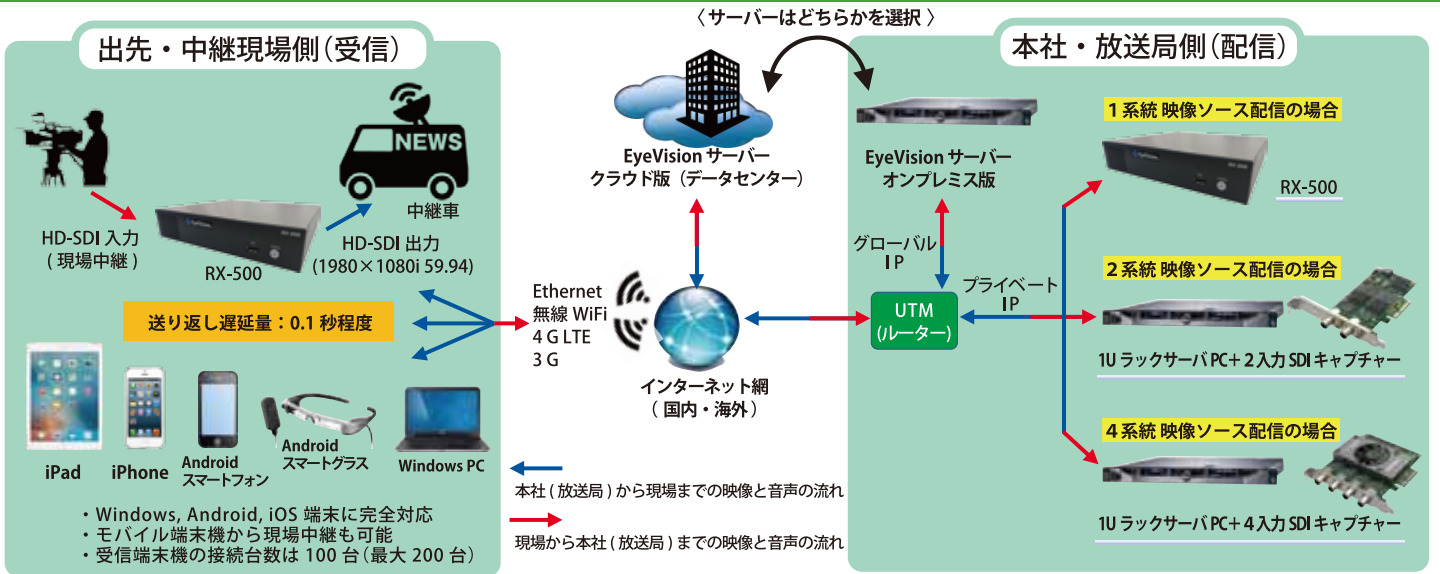 〈 サーバーはどちらかを選択 〉
出先・中継現場側(受信)
NEWS
中継車
HD-SDI 入力
( 現場中継 )
EyeVision
RX-500
HD-SDI 出力
(1980×1080i 59.94)
送り返し遅延量：0.1 秒程度
iPad
iPhone
Android
スマートフォン
Android
スマートグラス
Windows PC
・Windows, Android, iOS 端末に完全対応
・モバイル端末機から現場中継も可能
・受信端末機の接続台数は 100 台(最大 200 台)
EyeVision サーバー
クラウド版（データセンター）
Ethernet
無線 WiFi
4 G LTE
3 G
インターネット網
( 国内・海外 )
本社 ( 放送局 ) から現場までの映像と音声の流れ
現場から本社 ( 放送局 ) までの映像と音声の流れ
本社・放送局側(配信)
EyeVision サーバー
オンプレミス版
グローバル
IP
UTM
(ルーター)
プライベート
IP
1 系統 映像ソース配信の場合
EyeVision
RX-500
2 系統 映像ソース配信の場合
1U ラックサーバ PC+ 2 入力 SDI キャプチャー
4 系統 映像ソース配信の場合
1U ラックサーバ PC+ 4 入力 SDI キャプチャー